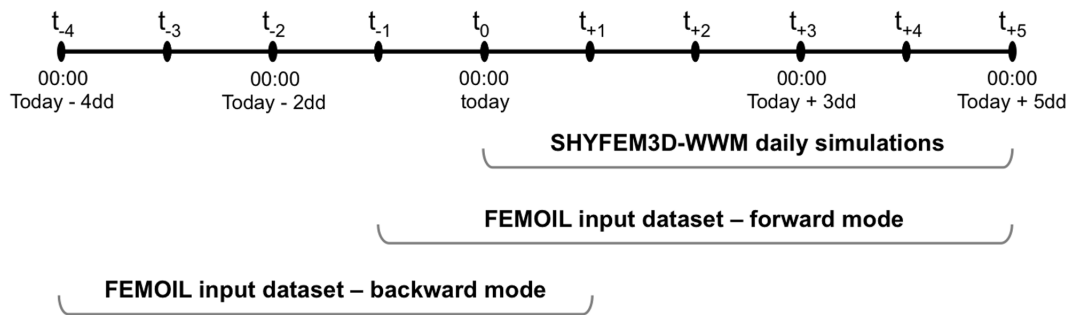 t-4 t-3 t-2 t-1 t0 t+1 t+2 t+3 t+4 t+5
00:00 00:00 00:00 00:00 00:00
Today - 4dd Today - 2dd today Today + 3dd Today + 5dd
SHYFEM3D-WWM daily simulations
FEMOIL input dataset – forward mode
FEMOIL input dataset – backward mode